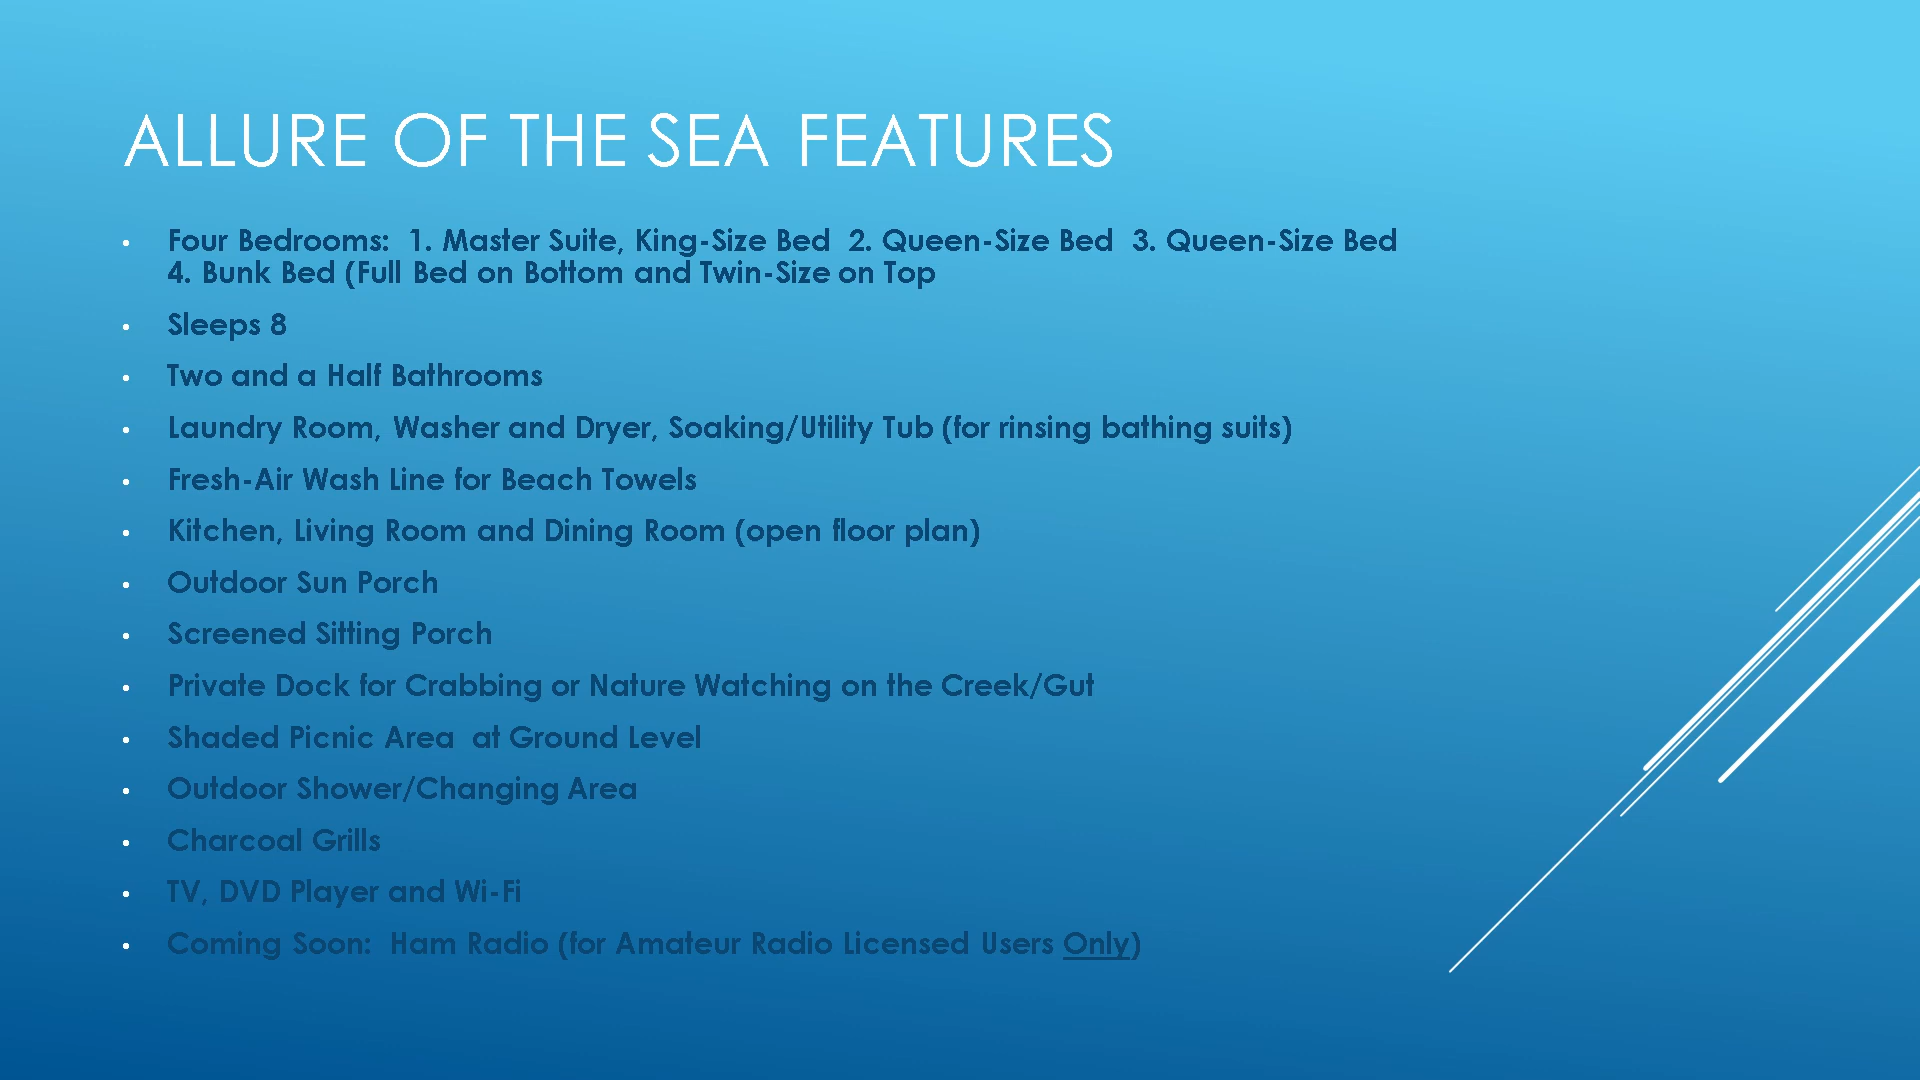 ALLURE OF THE SEA FEATURES
• Four Bedrooms:  1. Master Suite, King-Size Bed  2. Queen-Size Bed  3. Queen-Size Bed
4. Bunk Bed (Full Bed on Bottom and Twin-Size on Top
• Sleeps 8
• Two and a Half Bathrooms
• Laundry Room, Washer and Dryer, Soaking/Utility Tub (for rinsing bathing suits)
• Fresh-Air Wash Line for Beach Towels
• Kitchen, Living Room and Dining Room (open floor plan)
• Outdoor Sun Porch
• Screened Sitting Porch
• Private Dock for Crabbing or Nature Watching on the Creek/Gut
• Shaded Picnic Area  at Ground Level
• Outdoor Shower/Changing Area
• Charcoal Grills
• TV, DVD Player and Wi-Fi
• Coming Soon:  Ham Radio (for Amateur Radio Licensed Users Only)